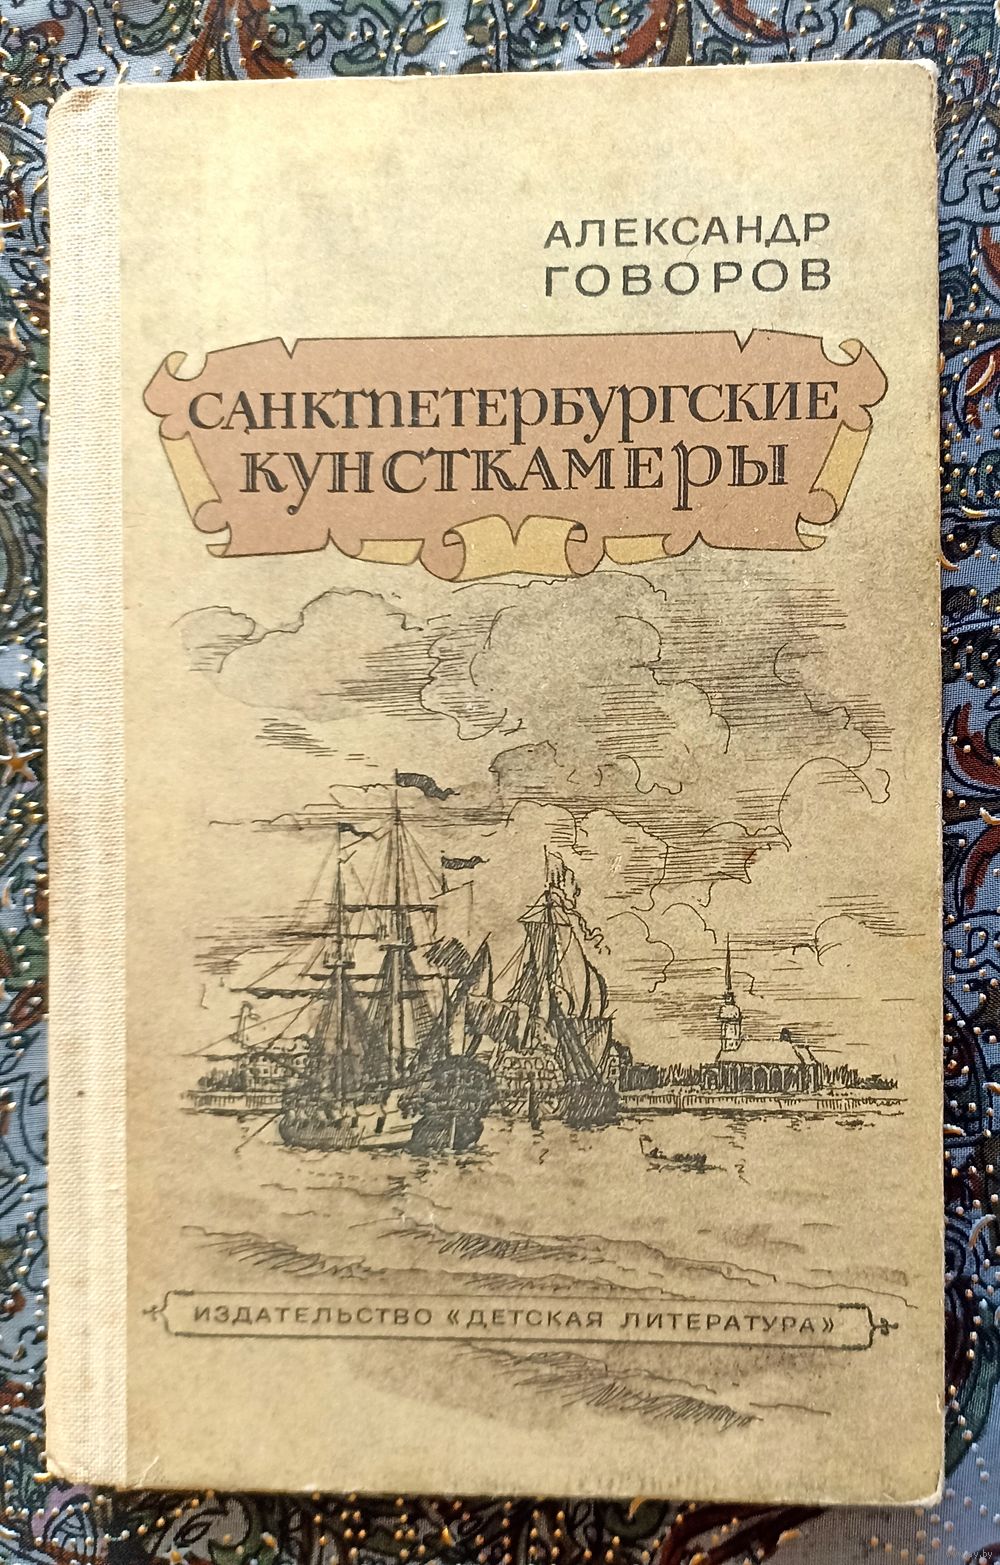 АЛЕКСАНДР
ГОВОРОВ
САНКТПЕТЕРБУРГСКИЕ
КУНСТКАМЕРЫ
ИЗДАТЕЛЬСТВО «ДЕТСКАЯ ЛИТЕРАТУРА»